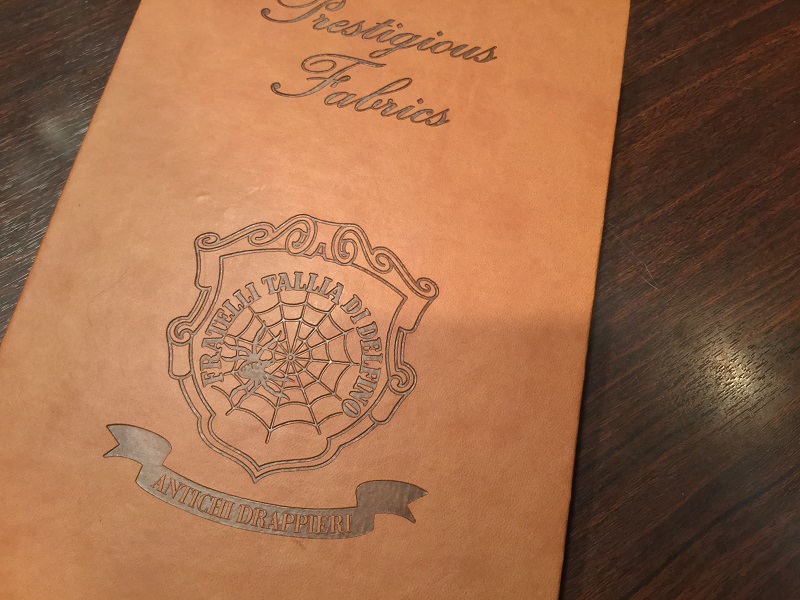 Prestigious
Fabrics
FRATELLI TALLIA DI DELFINO
ANTICHI DRAPPIERI